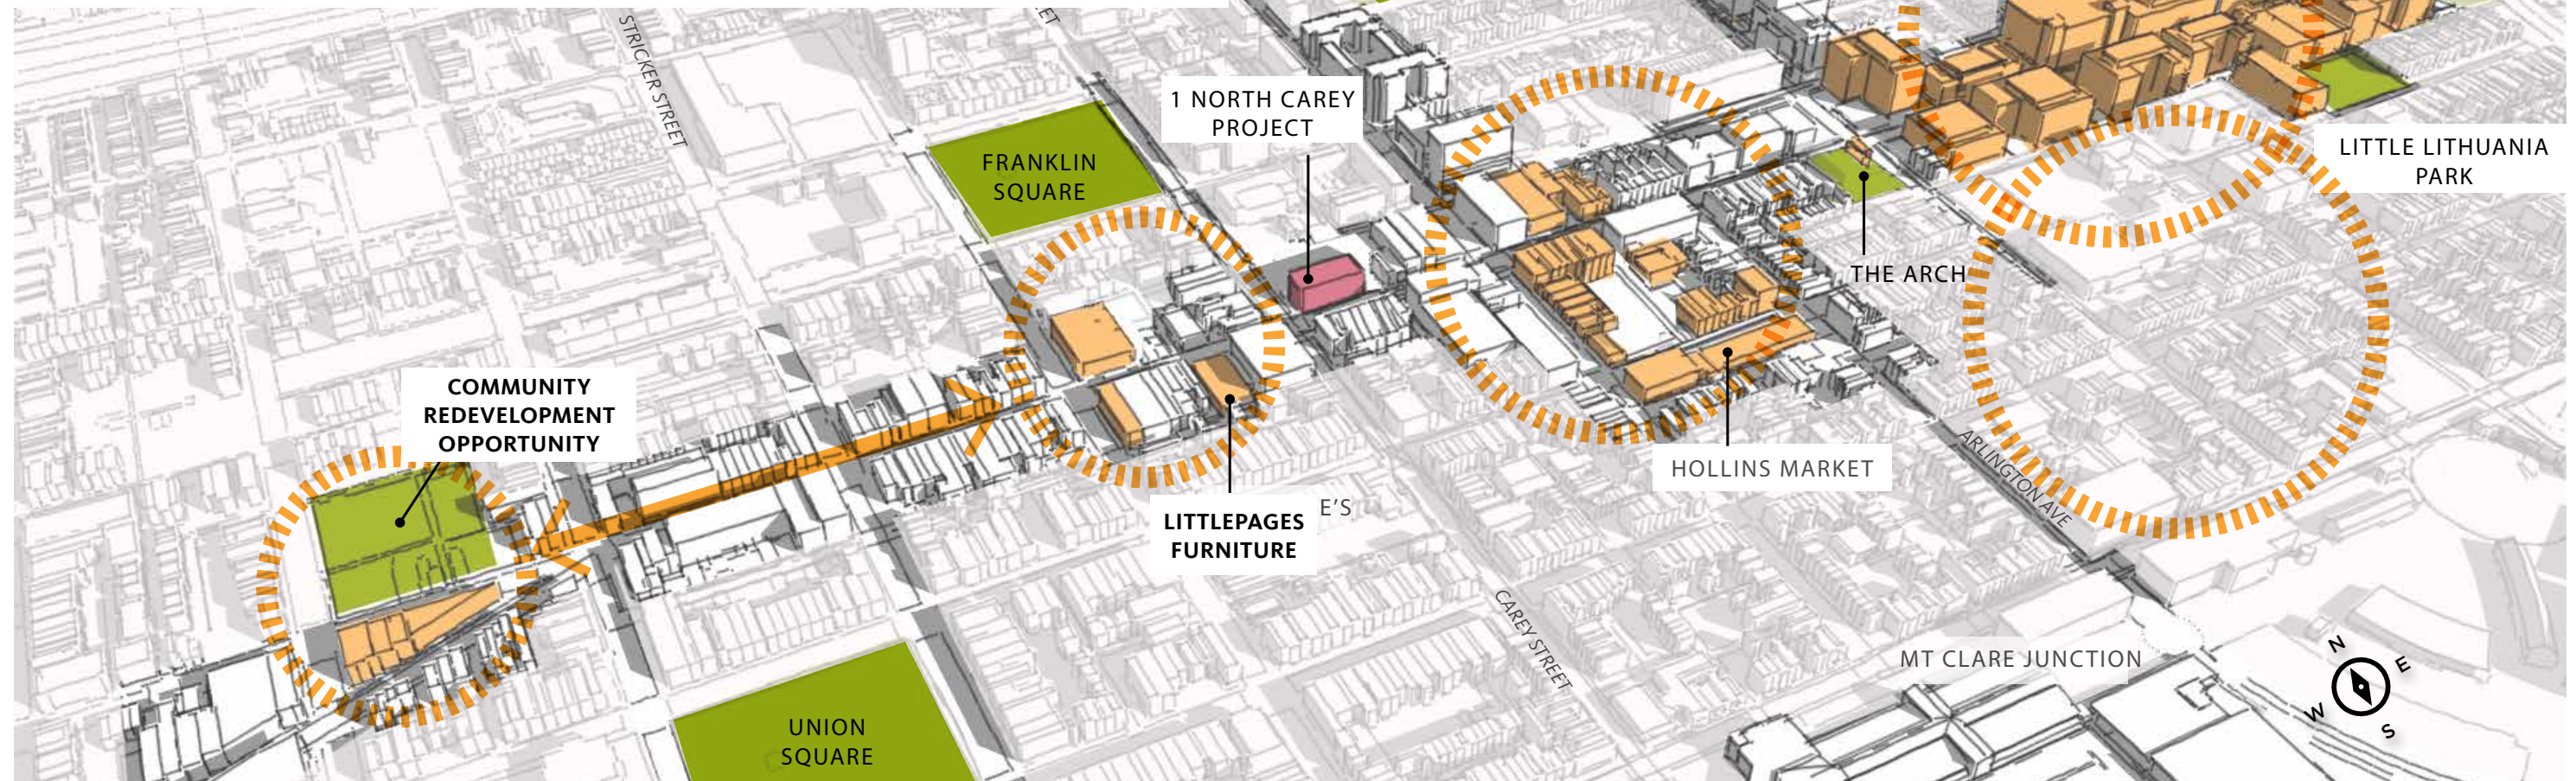 STRICKER STREET
ET
1 NORTH CAREY
PROJECT
FRANKLIN
SQUARE
LITTLE LITHUANIA
PARK
THE ARCH
COMMUNITY
REDEVELOPMENT
OPPORTUNITY
HOLLINS MARKET
ARLINGTON AVE
LITTLEPAGES
FURNITURE
E'S
CAREY STREET
MT CLARE JUNCTION
UNION
SQUARE
N
E
W
S